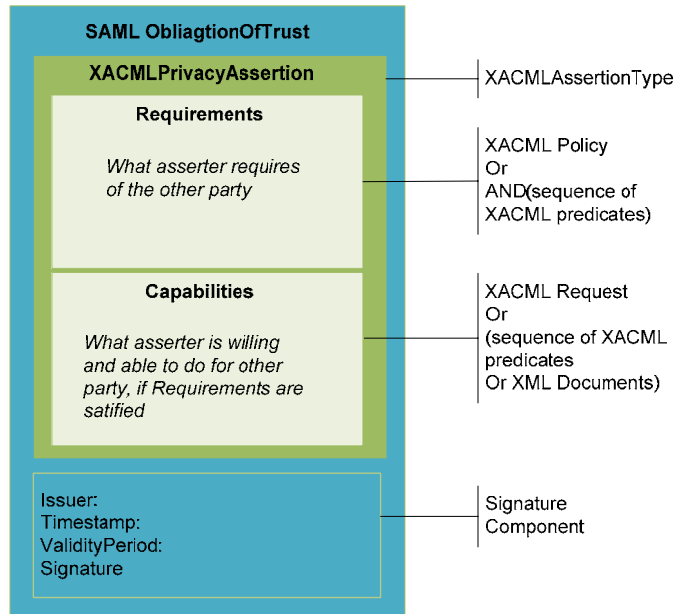 SAML ObliagtionOfTrust
XACMLPrivacyAssertion
XACMLAssertionType
Requirements
What asserter requires
of the other party
XACML Policy
Or
AND(sequence of
XACML predicates)
Capabilities
What asserter is willing
and able to do for other
party, if Requirements are
satified
XACML Request
Or
(sequence of XACML
predicates
Or XML Documents)
Issuer:
Timestamp:
ValidityPeriod:
Signature
Signature
Component